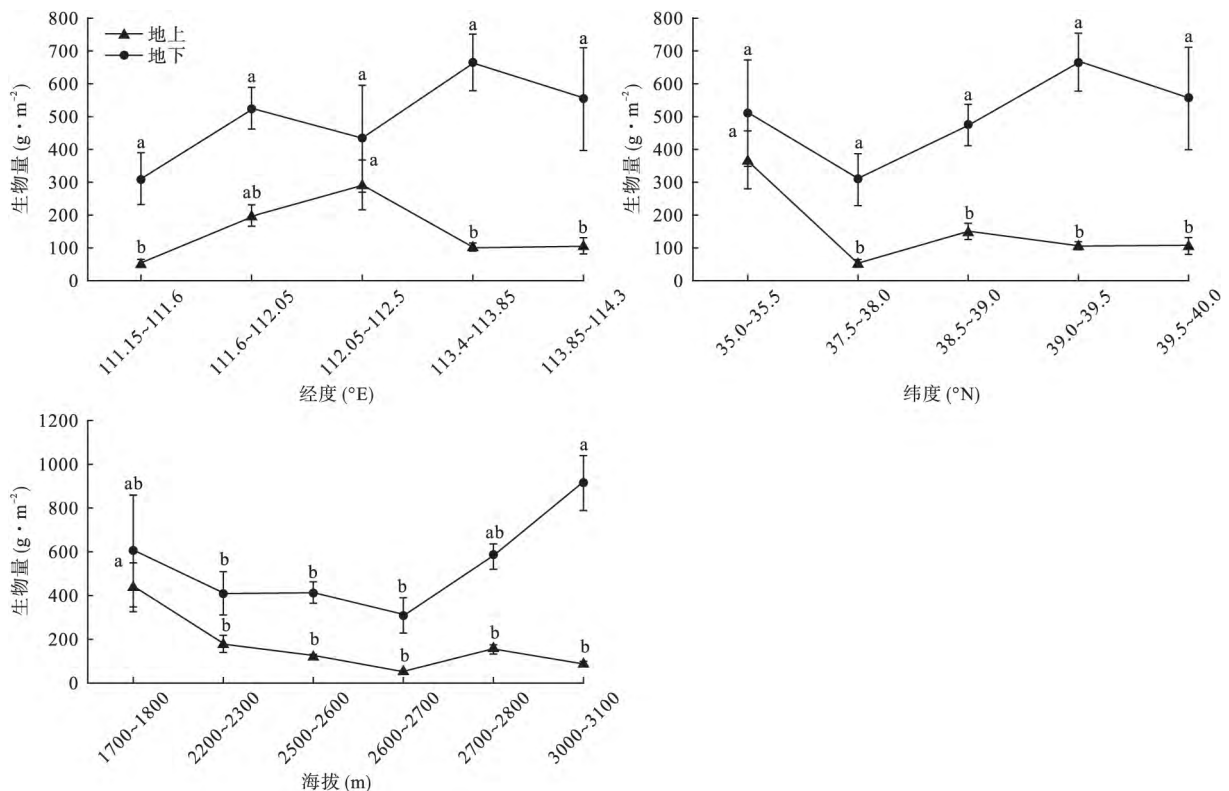 800
700
600
500
400
300
200
100
0
生物量 (g·m⁻²)
地上
地下
a
a
a
a
a
b
ab
a
b
b
111.15~111.6
111.6~112.05
112.05~112.5
113.4~113.85
113.85~114.3
经度 (°E)
800
700
600
500
400
300
200
100
0
生物量 (g·m⁻²)
a
a
a
a
a
a
b
b
b
b
35.0~35.5
37.5~38.0
38.5~39.0
39.0~39.5
39.5~40.0
纬度 (°N)
1200
1000
800
600
400
200
0
生物量 (g·m⁻²)
ab
b
b
b
ab
a
a
b
b
b
b
b
1700~1800
2200~2300
2500~2600
2600~2700
2700~2800
3000~3100
海拔 (m)